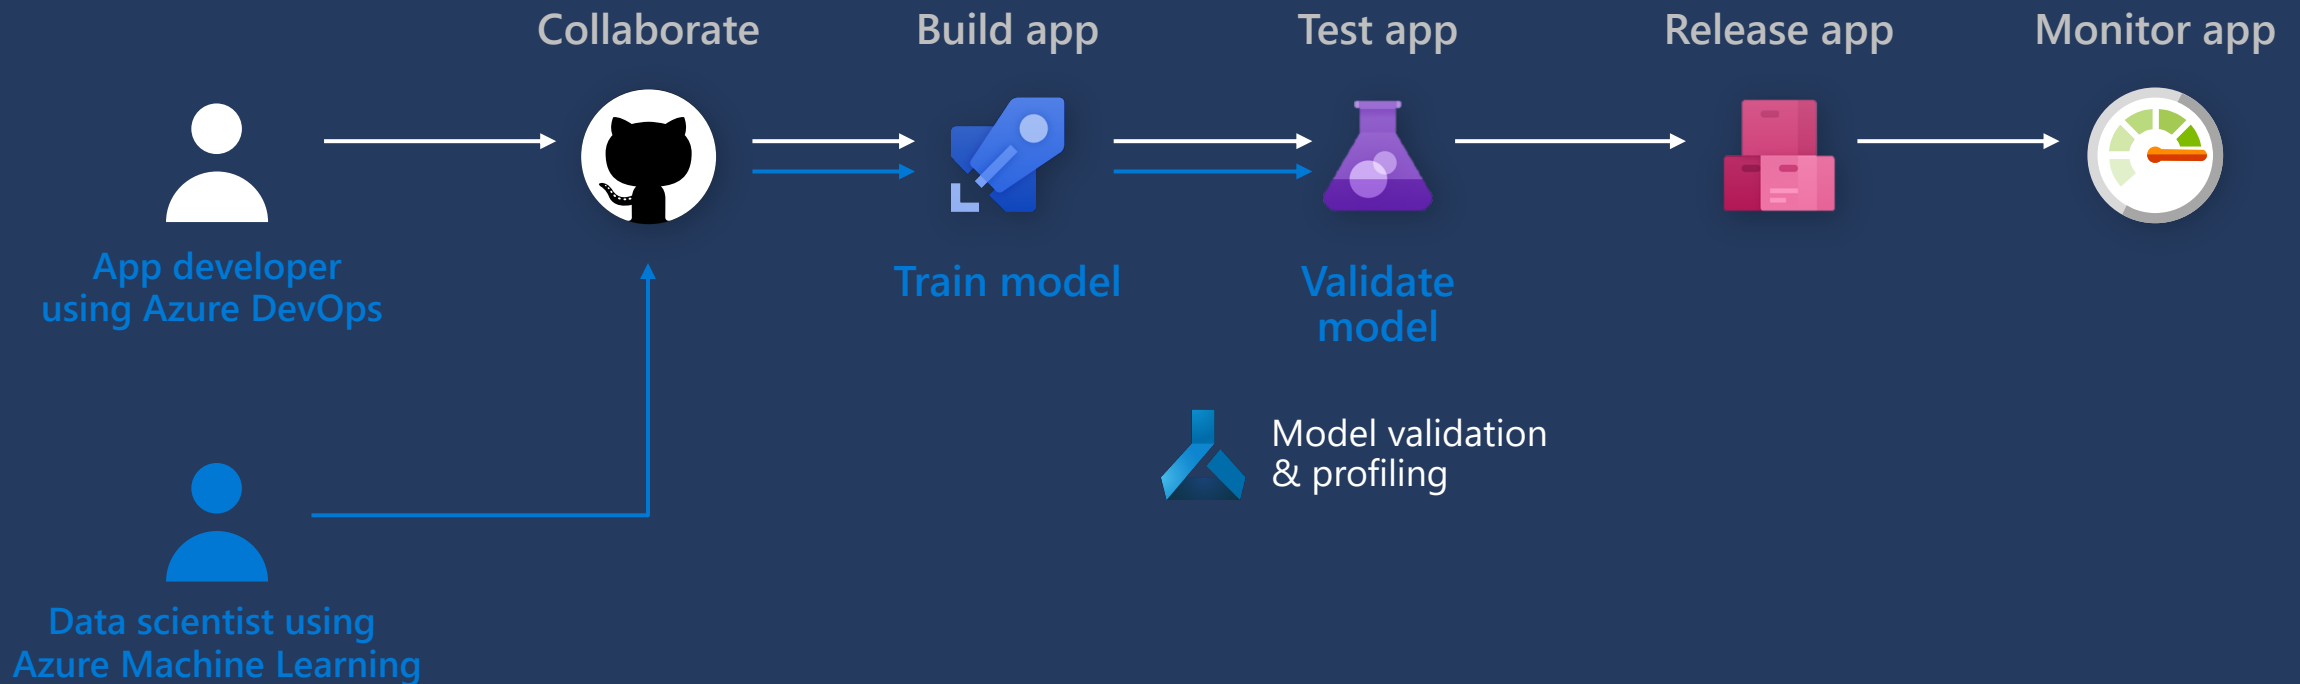 Collaborate
Build app
Test app
Release app
Monitor app
App developer
using Azure DevOps
Train model
Validate
model
Model validation
& profiling
Data scientist using
Azure Machine Learning